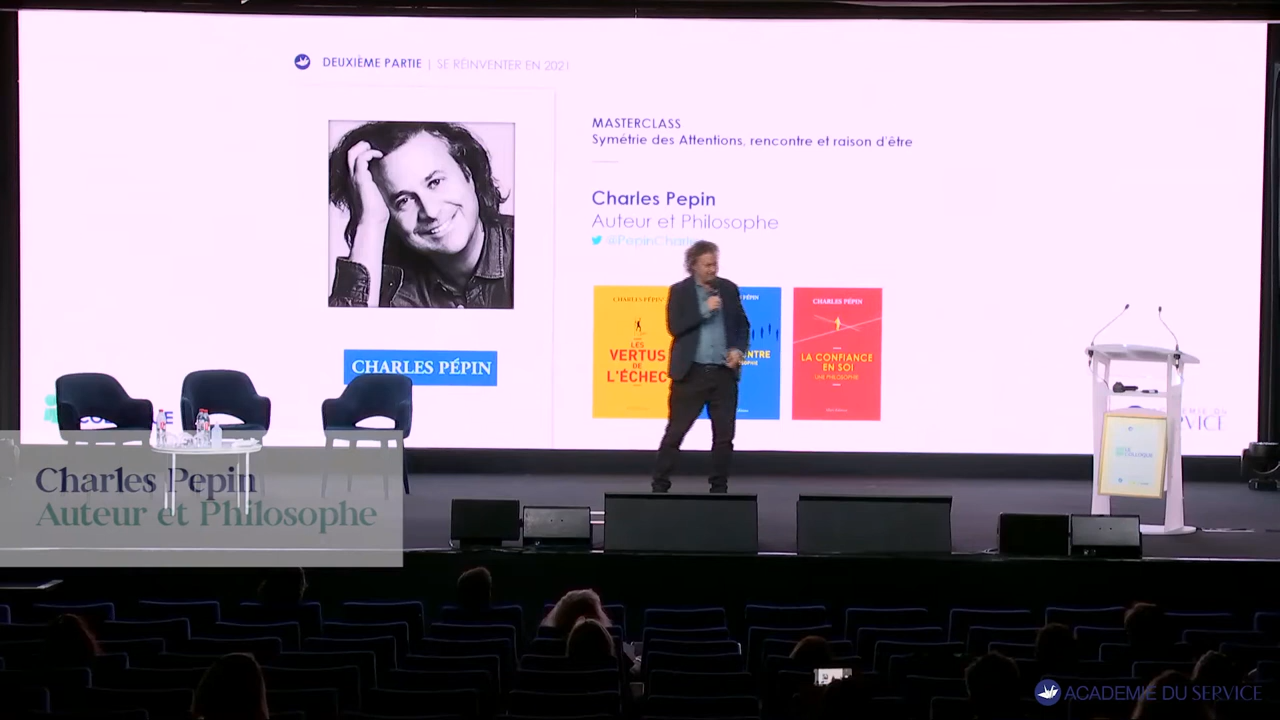 DEUXIÈME PARTIE | SE RÉINVENTER EN 2021
MASTERCLASS
Symétrie des Attentions, rencontre et raison d'être
Charles Pepin
Auteur et Philosophe
@PepinCharles
CHARLES PÉPIN
CHARLES PÉPIN
LES
VERTUS
DE
L'ÉCHEC
PÉPIN
CHARLES PÉPIN
LA CONFIANCE
EN SOI
UNE PHILOSOPHIE
Charles Pepin
Auteur et Philosophe
ACADEMIE DU SERVICE